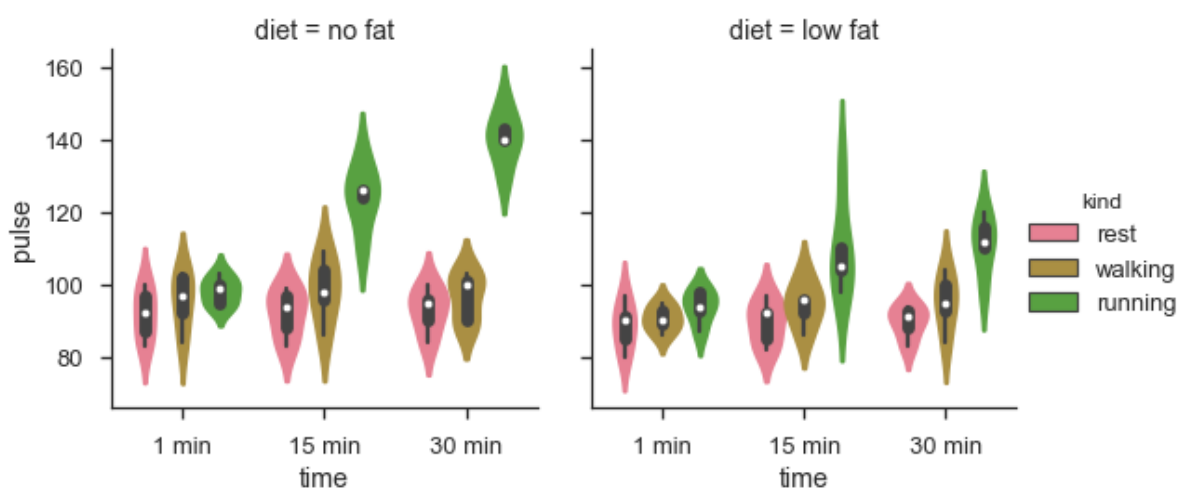 diet = no fat
diet = low fat
160
140
120
100
80
pulse
1 min
15 min
30 min
time
1 min
15 min
30 min
time
kind
rest
walking
running